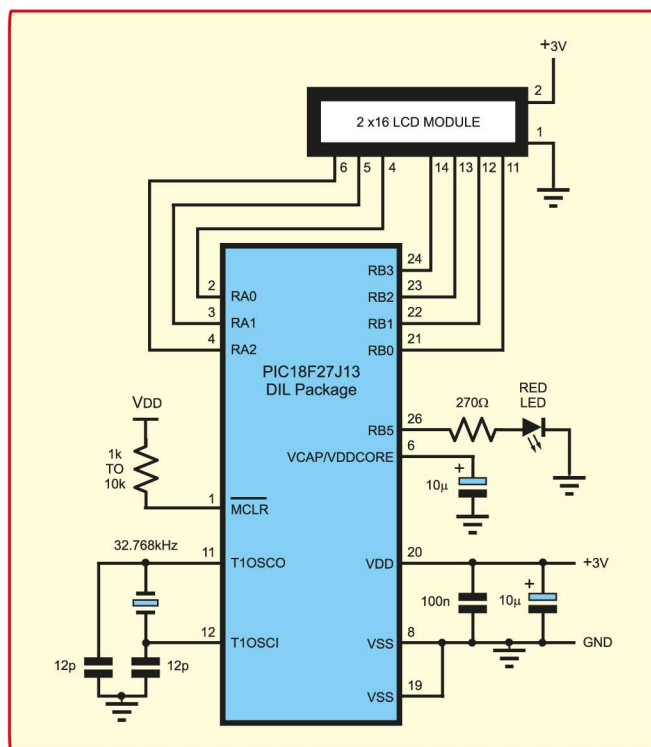 +3V
2
2 x16 LCD MODULE
1
6 5 4 14 13 12 11
24
RB3
2 23
RA0 RB2
3 22
RA1 RB1
4 21
RA2 RB0
PIC18F27J13
DIL Package
VDD
270Ω RED
LED
26
RB5
1k
TO
10k
6
VCAP/VDDCORE
+
10µ
1
MCLR
32.768kHz
11 20
T1OSCO VDD +3V
100n + 10µ
12 8
T1OSCI VSS GND
12p 12p
19
VSS